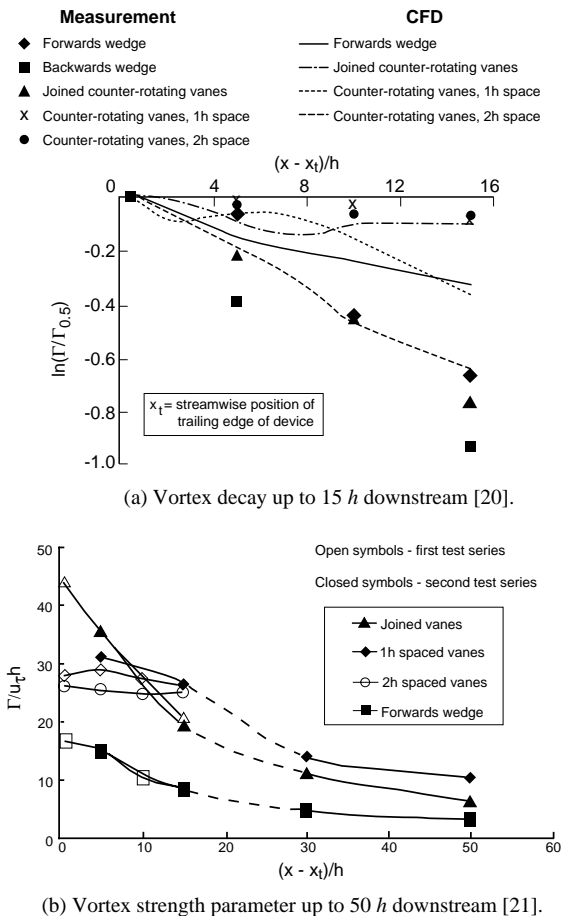 Measurement
CFD
Forwards wedge
Backwards wedge
Joined counter-rotating vanes
Counter-rotating vanes, 1h space
Counter-rotating vanes, 2h space
Forwards wedge
Joined counter-rotating vanes
Counter-rotating vanes, 1h space
Counter-rotating vanes, 2h space
(x - x_t)/h
0 4 8 12 16
-0.2
-0.4
-0.6
-0.8
-1.0
ln(Γ/Γ_0.5)
x_t = streamwise position of
trailing edge of device
(a) Vortex decay up to 15 h downstream [20].
Open symbols - first test series
Closed symbols - second test series
Joined vanes
1h spaced vanes
2h spaced vanes
Forwards wedge
50
40
30
20
10
0
Γ/u_τh
0 10 20 30 40 50 60
(x - x_t)/h
(b) Vortex strength parameter up to 50 h downstream [21].